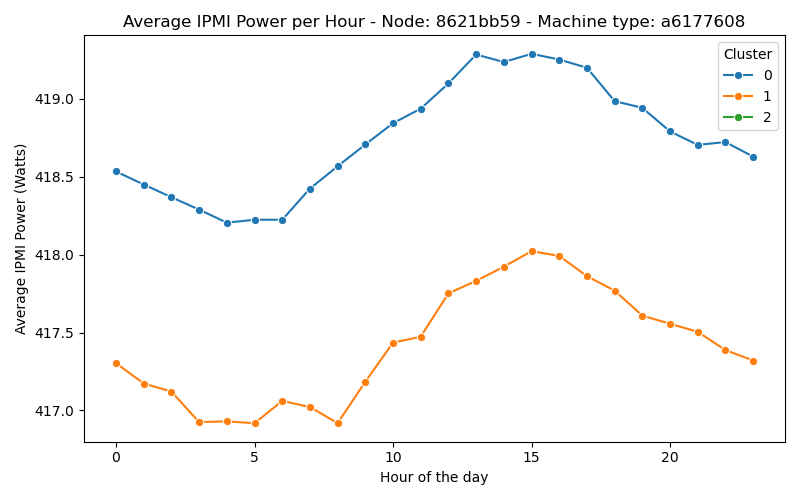 Average IPMI Power per Hour - Node: 8621bb59 - Machine type: a6177608
Cluster
0
1
2
419.0
418.5
418.0
417.5
417.0
Average IPMI Power (Watts)
0 5 10 15 20
Hour of the day